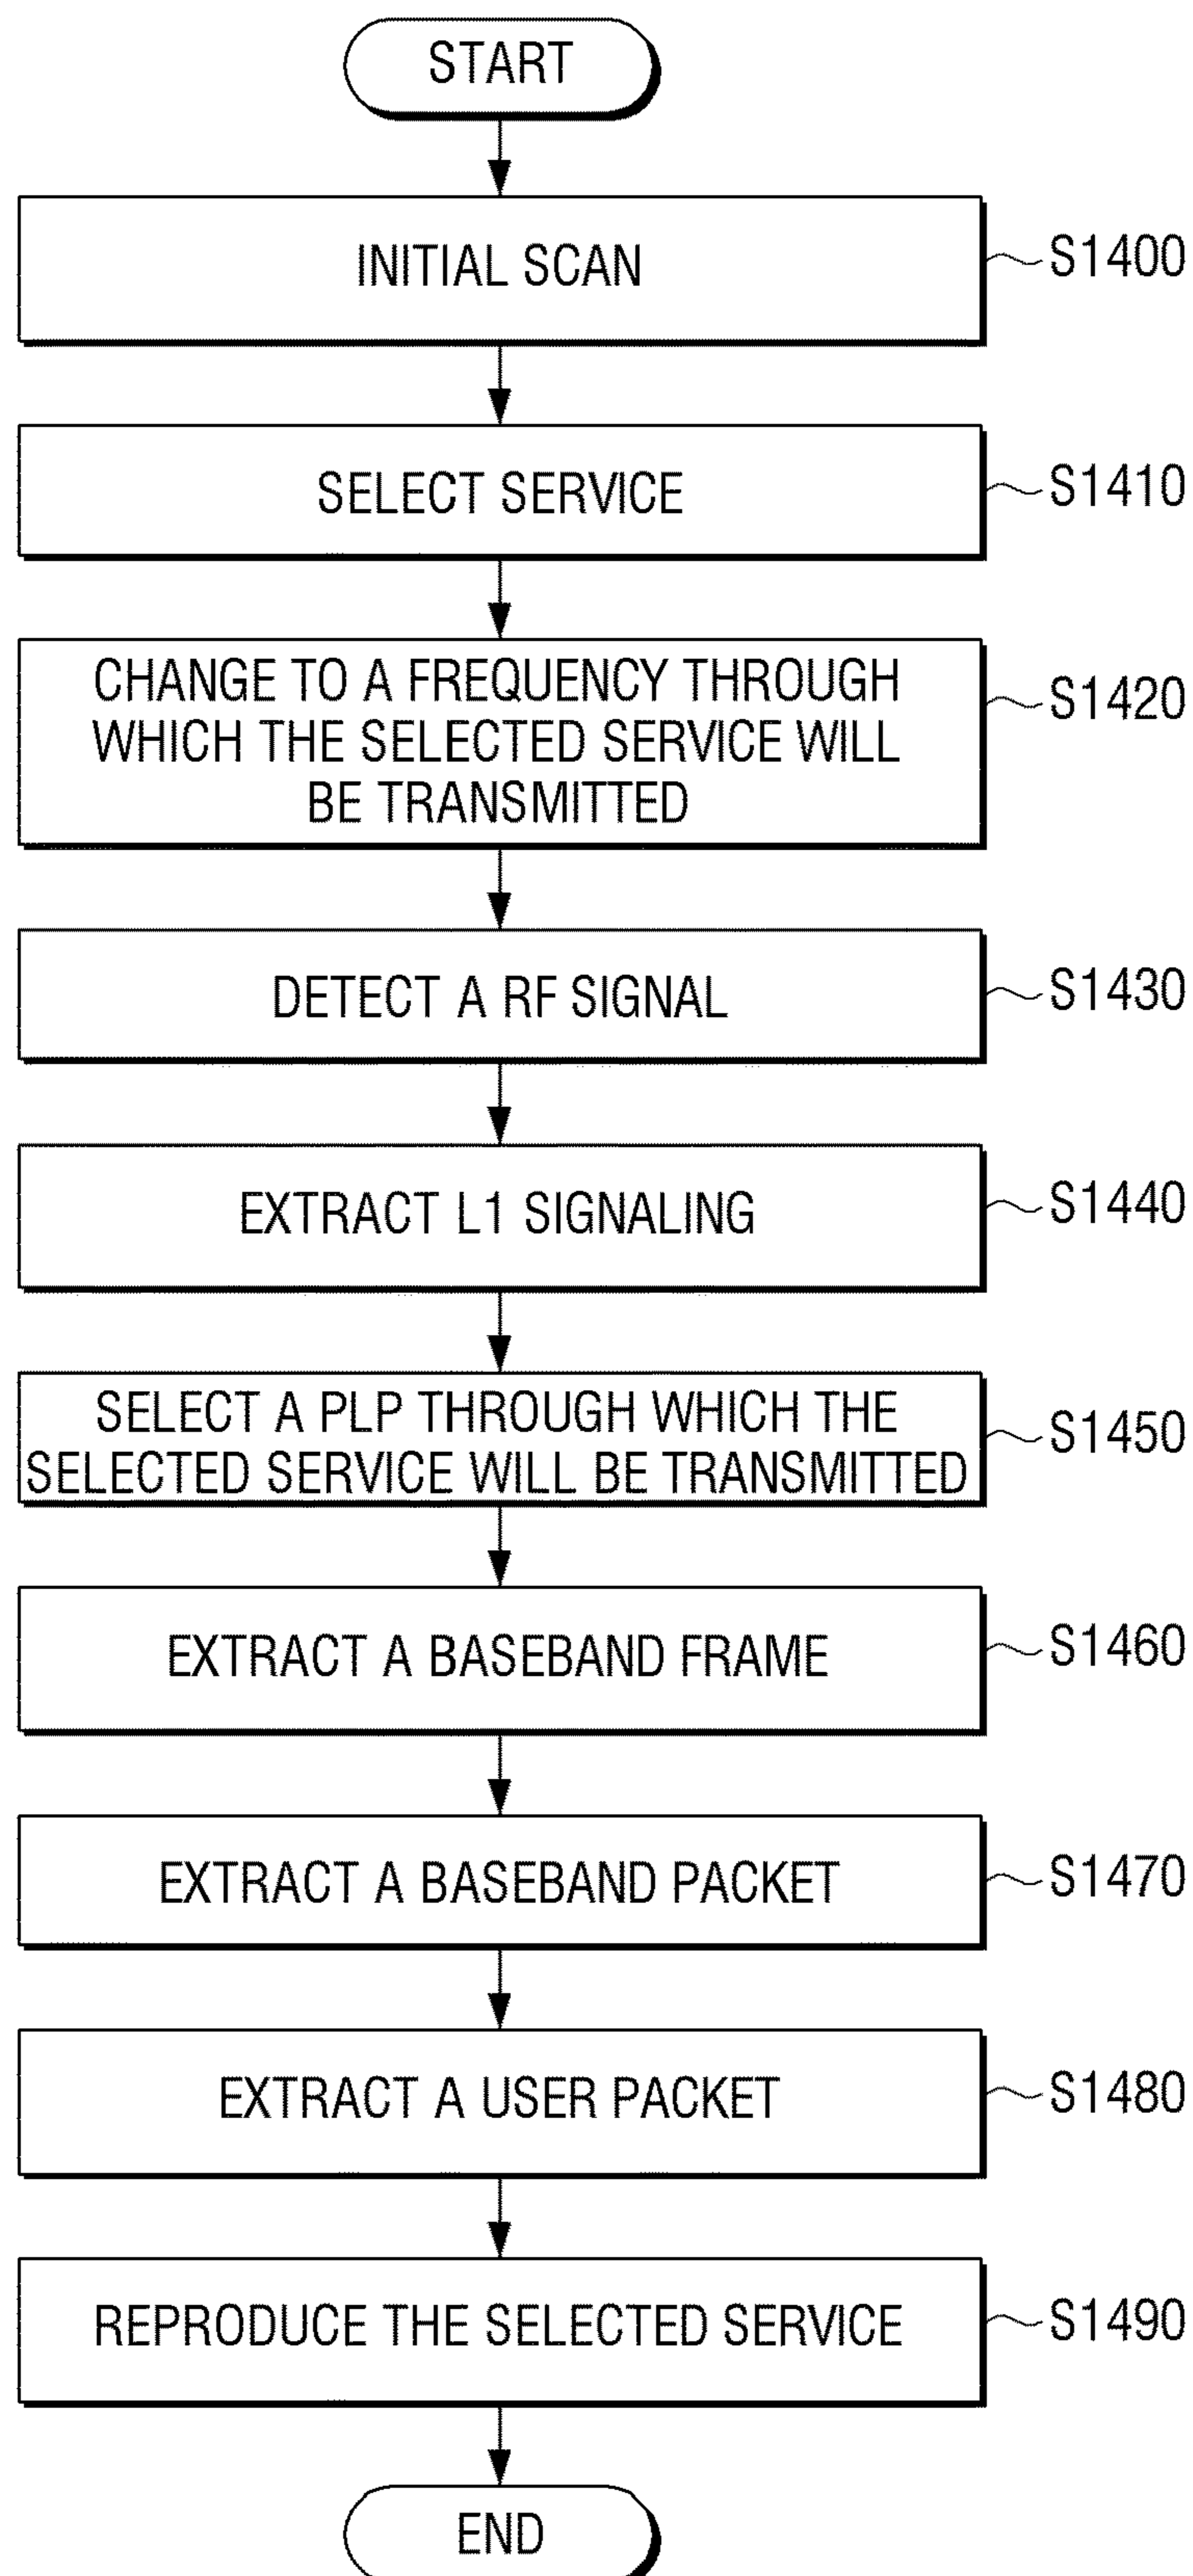 START
INITIAL SCAN
S1400
SELECT SERVICE
S1410
CHANGE TO A FREQUENCY THROUGH
WHICH THE SELECTED SERVICE WILL
BE TRANSMITTED
S1420
DETECT A RF SIGNAL
S1430
EXTRACT L1 SIGNALING
S1440
SELECT A PLP THROUGH WHICH THE
SELECTED SERVICE WILL BE TRANSMITTED
S1450
EXTRACT A BASEBAND FRAME
S1460
EXTRACT A BASEBAND PACKET
S1470
EXTRACT A USER PACKET
S1480
REPRODUCE THE SELECTED SERVICE
S1490
END